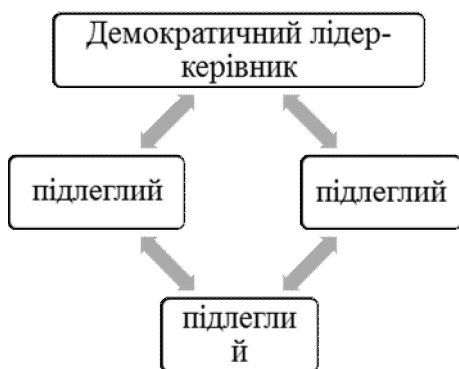 Демократичний лідер-
керівник
підлеглий
підлеглий
підлегли
й